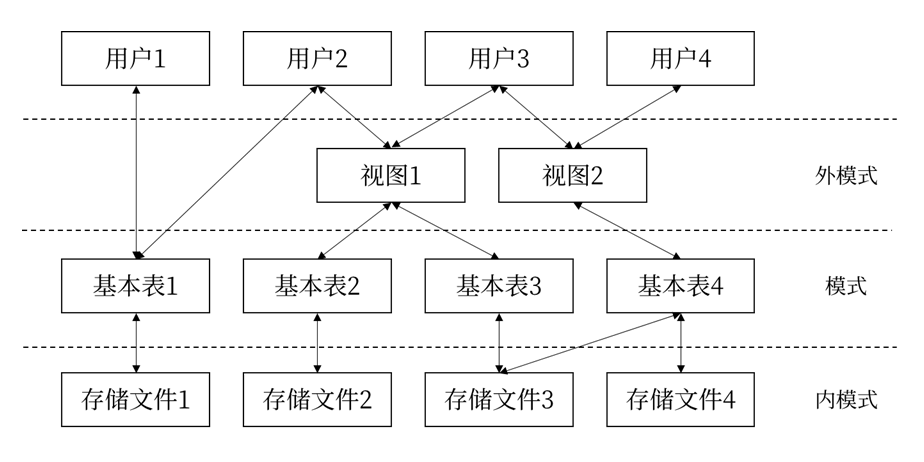 用户1 用户2 用户3 用户4
视图1 视图2 外模式
基本表1 基本表2 基本表3 基本表4 模式
存储文件1 存储文件2 存储文件3 存储文件4 内模式